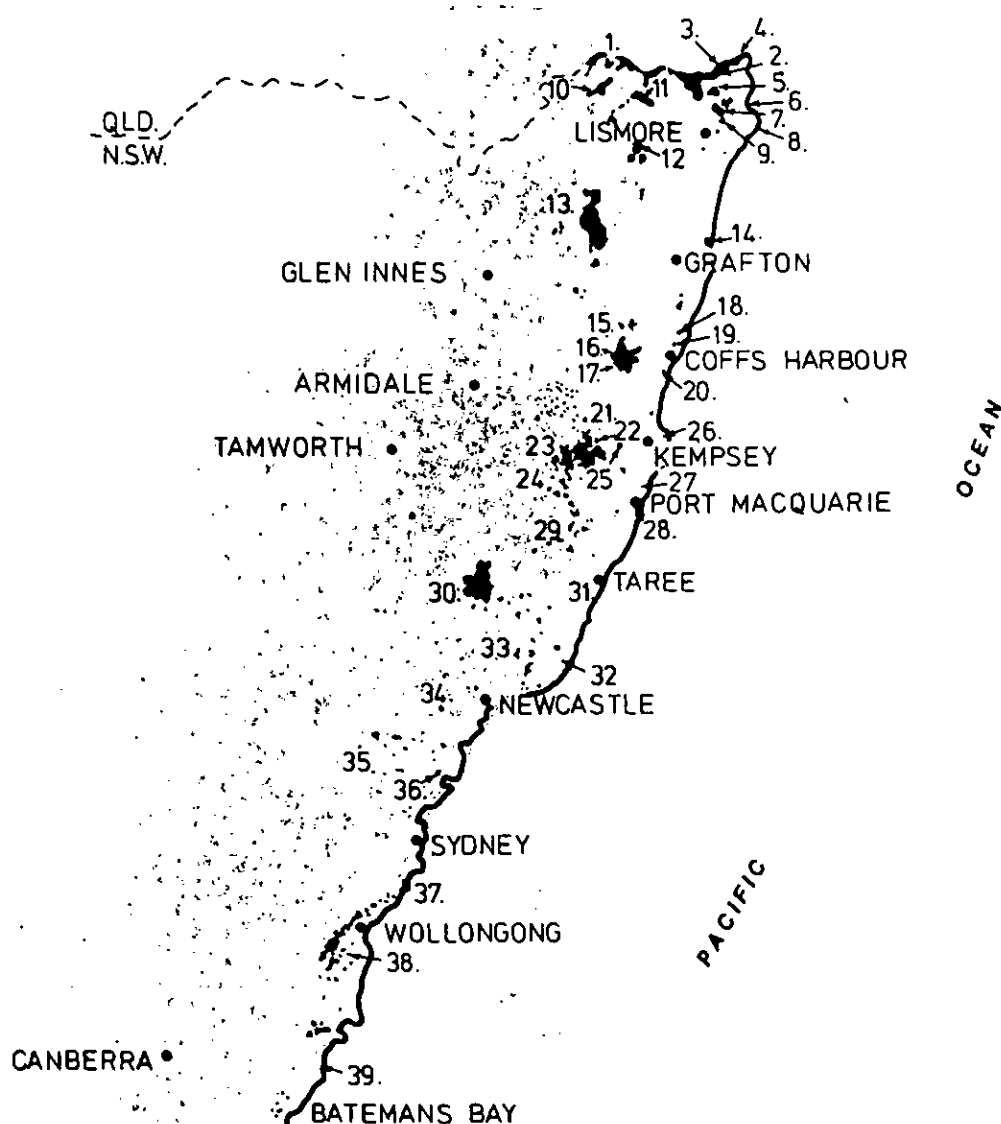 1.
3.
4.
2.
10
11
5.
6.
QLD.
N.S.W.
LISMORE
7.
8.
9.
12
13.
14.
GLEN INNES
GRAFTON
15.
18.
16.
19.
17.
COFFS HARBOUR
20.
ARMIDALE
21.
22
26.
TAMWORTH
23.
KEMPSEY
24.
25
27
PORT MACQUARIE
28.
29.
30.
31.
TAREE
33.
32
34.
NEWCASTLE
35.
36.
SYDNEY
37.
WOLLONGONG
38.
CANBERRA
39.
BATEMANS BAY
PACIFIC
OCEAN